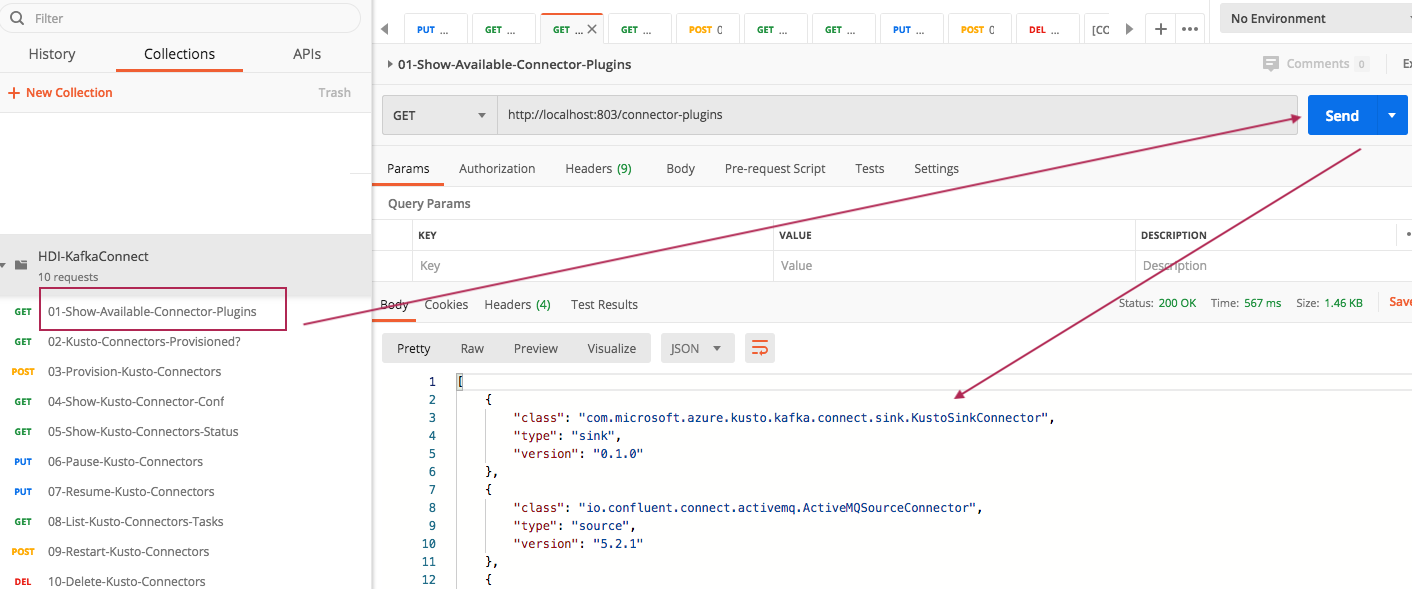 Filter
History Collections APIs
+ New Collection Trash
HDI-KafkaConnect
10 requests
GET 01-Show-Available-Connector-Plugins
GET 02-Kusto-Connectors-Provisioned?
POST 03-Provision-Kusto-Connectors
GET 04-Show-Kusto-Connector-Conf
GET 05-Show-Kusto-Connectors-Status
PUT 06-Pause-Kusto-Connectors
PUT 07-Resume-Kusto-Connectors
GET 08-List-Kusto-Connectors-Tasks
POST 09-Restart-Kusto-Connectors
DEL 10-Delete-Kusto-Connectors
PUT ... GET ... GET ... GET ... POST GET ... GET ... PUT ... POST DEL ... [CC + ••• No Environment
01-Show-Available-Connector-Plugins Comments 0 Ex
GET http://localhost:803/connector-plugins Send
Params Authorization Headers (9) Body Pre-request Script Tests Settings
Query Params
KEY VALUE DESCRIPTION
Key Value Description
Body Cookies Headers (4) Test Results Status: 200 OK Time: 567 ms Size: 1.46 KB Save
Pretty Raw Preview Visualize JSON
1 [
2 {
3 "class": "com.microsoft.azure.kusto.kafka.connect.sink.KustoSinkConnector",
4 "type": "sink",
5 "version": "0.1.0"
6 },
7 {
8 "class": "io.confluent.connect.activemq.ActiveMQSourceConnector",
9 "type": "source",
10 "version": "5.2.1"
11 },
12 {